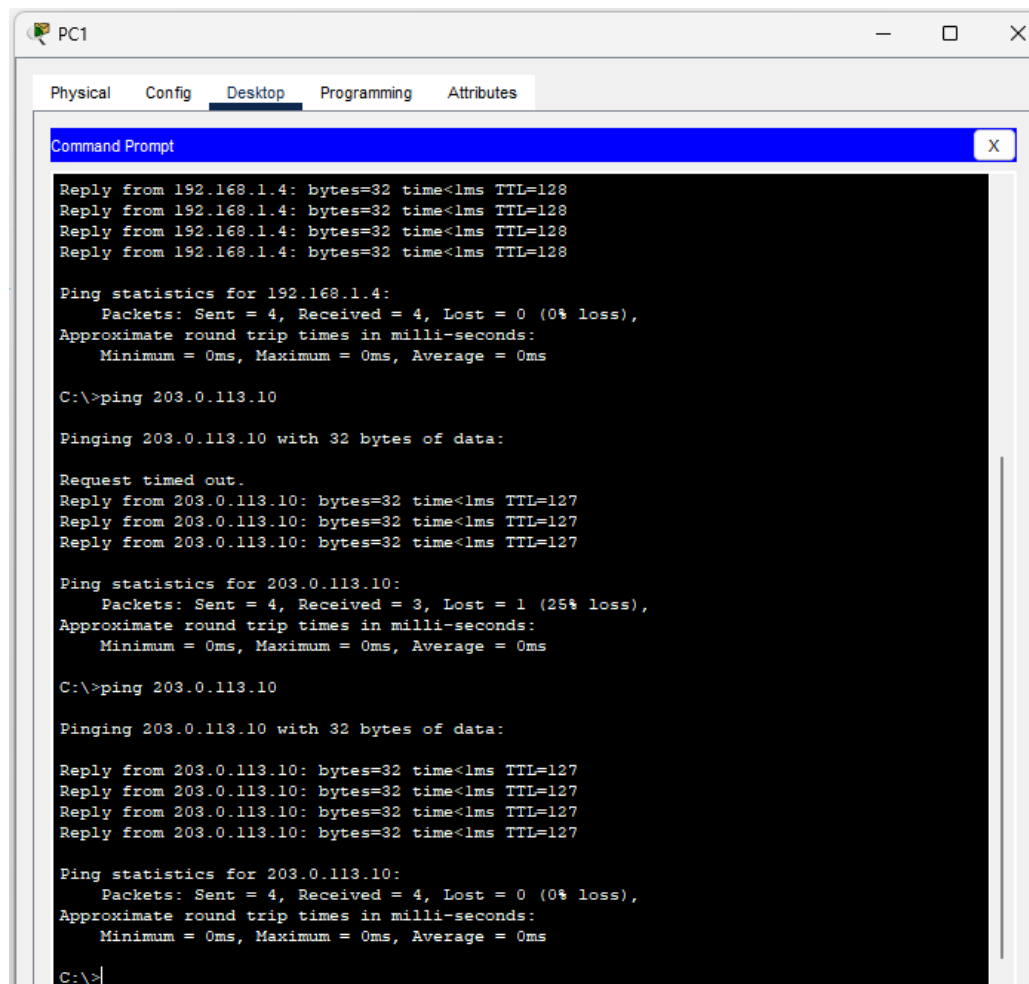 PC1
Physical Config Desktop Programming Attributes
Command Prompt
X
Reply from 192.168.1.4: bytes=32 time<1ms TTL=128
Reply from 192.168.1.4: bytes=32 time<1ms TTL=128
Reply from 192.168.1.4: bytes=32 time<1ms TTL=128
Reply from 192.168.1.4: bytes=32 time<1ms TTL=128
Ping statistics for 192.168.1.4:
Packets: Sent = 4, Received = 4, Lost = 0 (0% loss),
Approximate round trip times in milli-seconds:
Minimum = 0ms, Maximum = 0ms, Average = 0ms
C:\>ping 203.0.113.10
Pinging 203.0.113.10 with 32 bytes of data:
Request timed out.
Reply from 203.0.113.10: bytes=32 time<1ms TTL=127
Reply from 203.0.113.10: bytes=32 time<1ms TTL=127
Reply from 203.0.113.10: bytes=32 time<1ms TTL=127
Ping statistics for 203.0.113.10:
Packets: Sent = 4, Received = 3, Lost = 1 (25% loss),
Approximate round trip times in milli-seconds:
Minimum = 0ms, Maximum = 0ms, Average = 0ms
C:\>ping 203.0.113.10
Pinging 203.0.113.10 with 32 bytes of data:
Reply from 203.0.113.10: bytes=32 time<1ms TTL=127
Reply from 203.0.113.10: bytes=32 time<1ms TTL=127
Reply from 203.0.113.10: bytes=32 time<1ms TTL=127
Reply from 203.0.113.10: bytes=32 time<1ms TTL=127
Ping statistics for 203.0.113.10:
Packets: Sent = 4, Received = 4, Lost = 0 (0% loss),
Approximate round trip times in milli-seconds:
Minimum = 0ms, Maximum = 0ms, Average = 0ms
C:\>